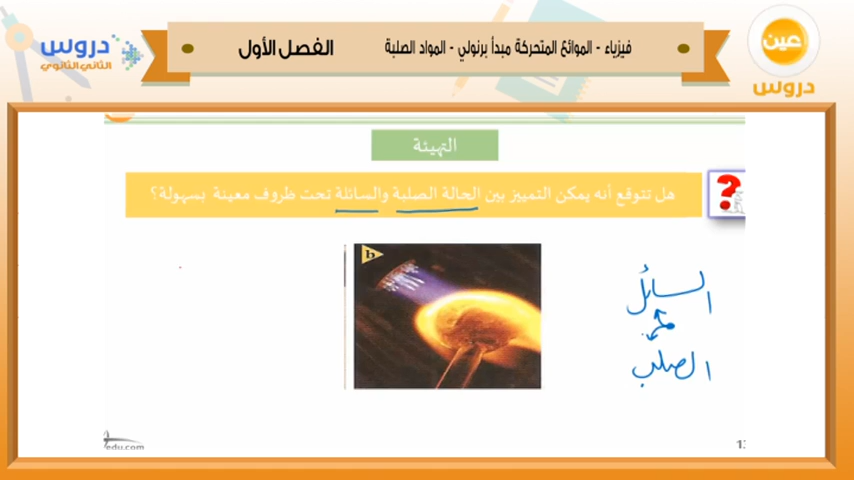 دروس
الثاني الثانوي
الفصل الأول
فيزياء - الموائع المتحركة مبدأ برنولي - المواد الصلبة
عين
دروس
التهيئة
هل تتوقع أنه يمكن التمييز بين الحالة الصلبة والسائلة تحت ظروف معينة بسهولة؟
b
السائل
الصلب
edu.com